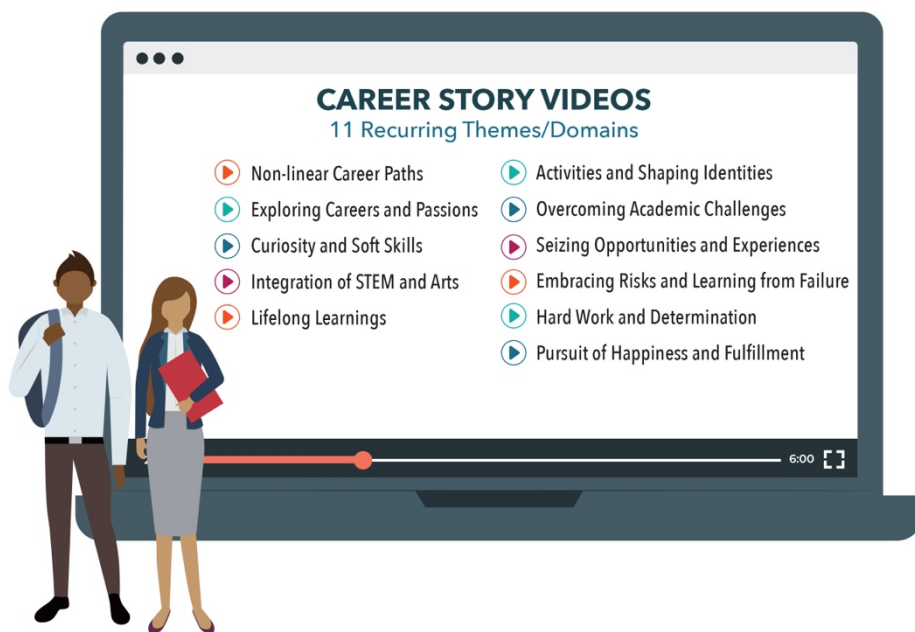 CAREER STORY VIDEOS
11 Recurring Themes/Domains
Non-linear Career Paths
Exploring Careers and Passions
Curiosity and Soft Skills
Integration of STEM and Arts
Lifelong Learnings
Activities and Shaping Identities
Overcoming Academic Challenges
Seizing Opportunities and Experiences
Embracing Risks and Learning from Failure
Hard Work and Determination
Pursuit of Happiness and Fulfillment
6:00